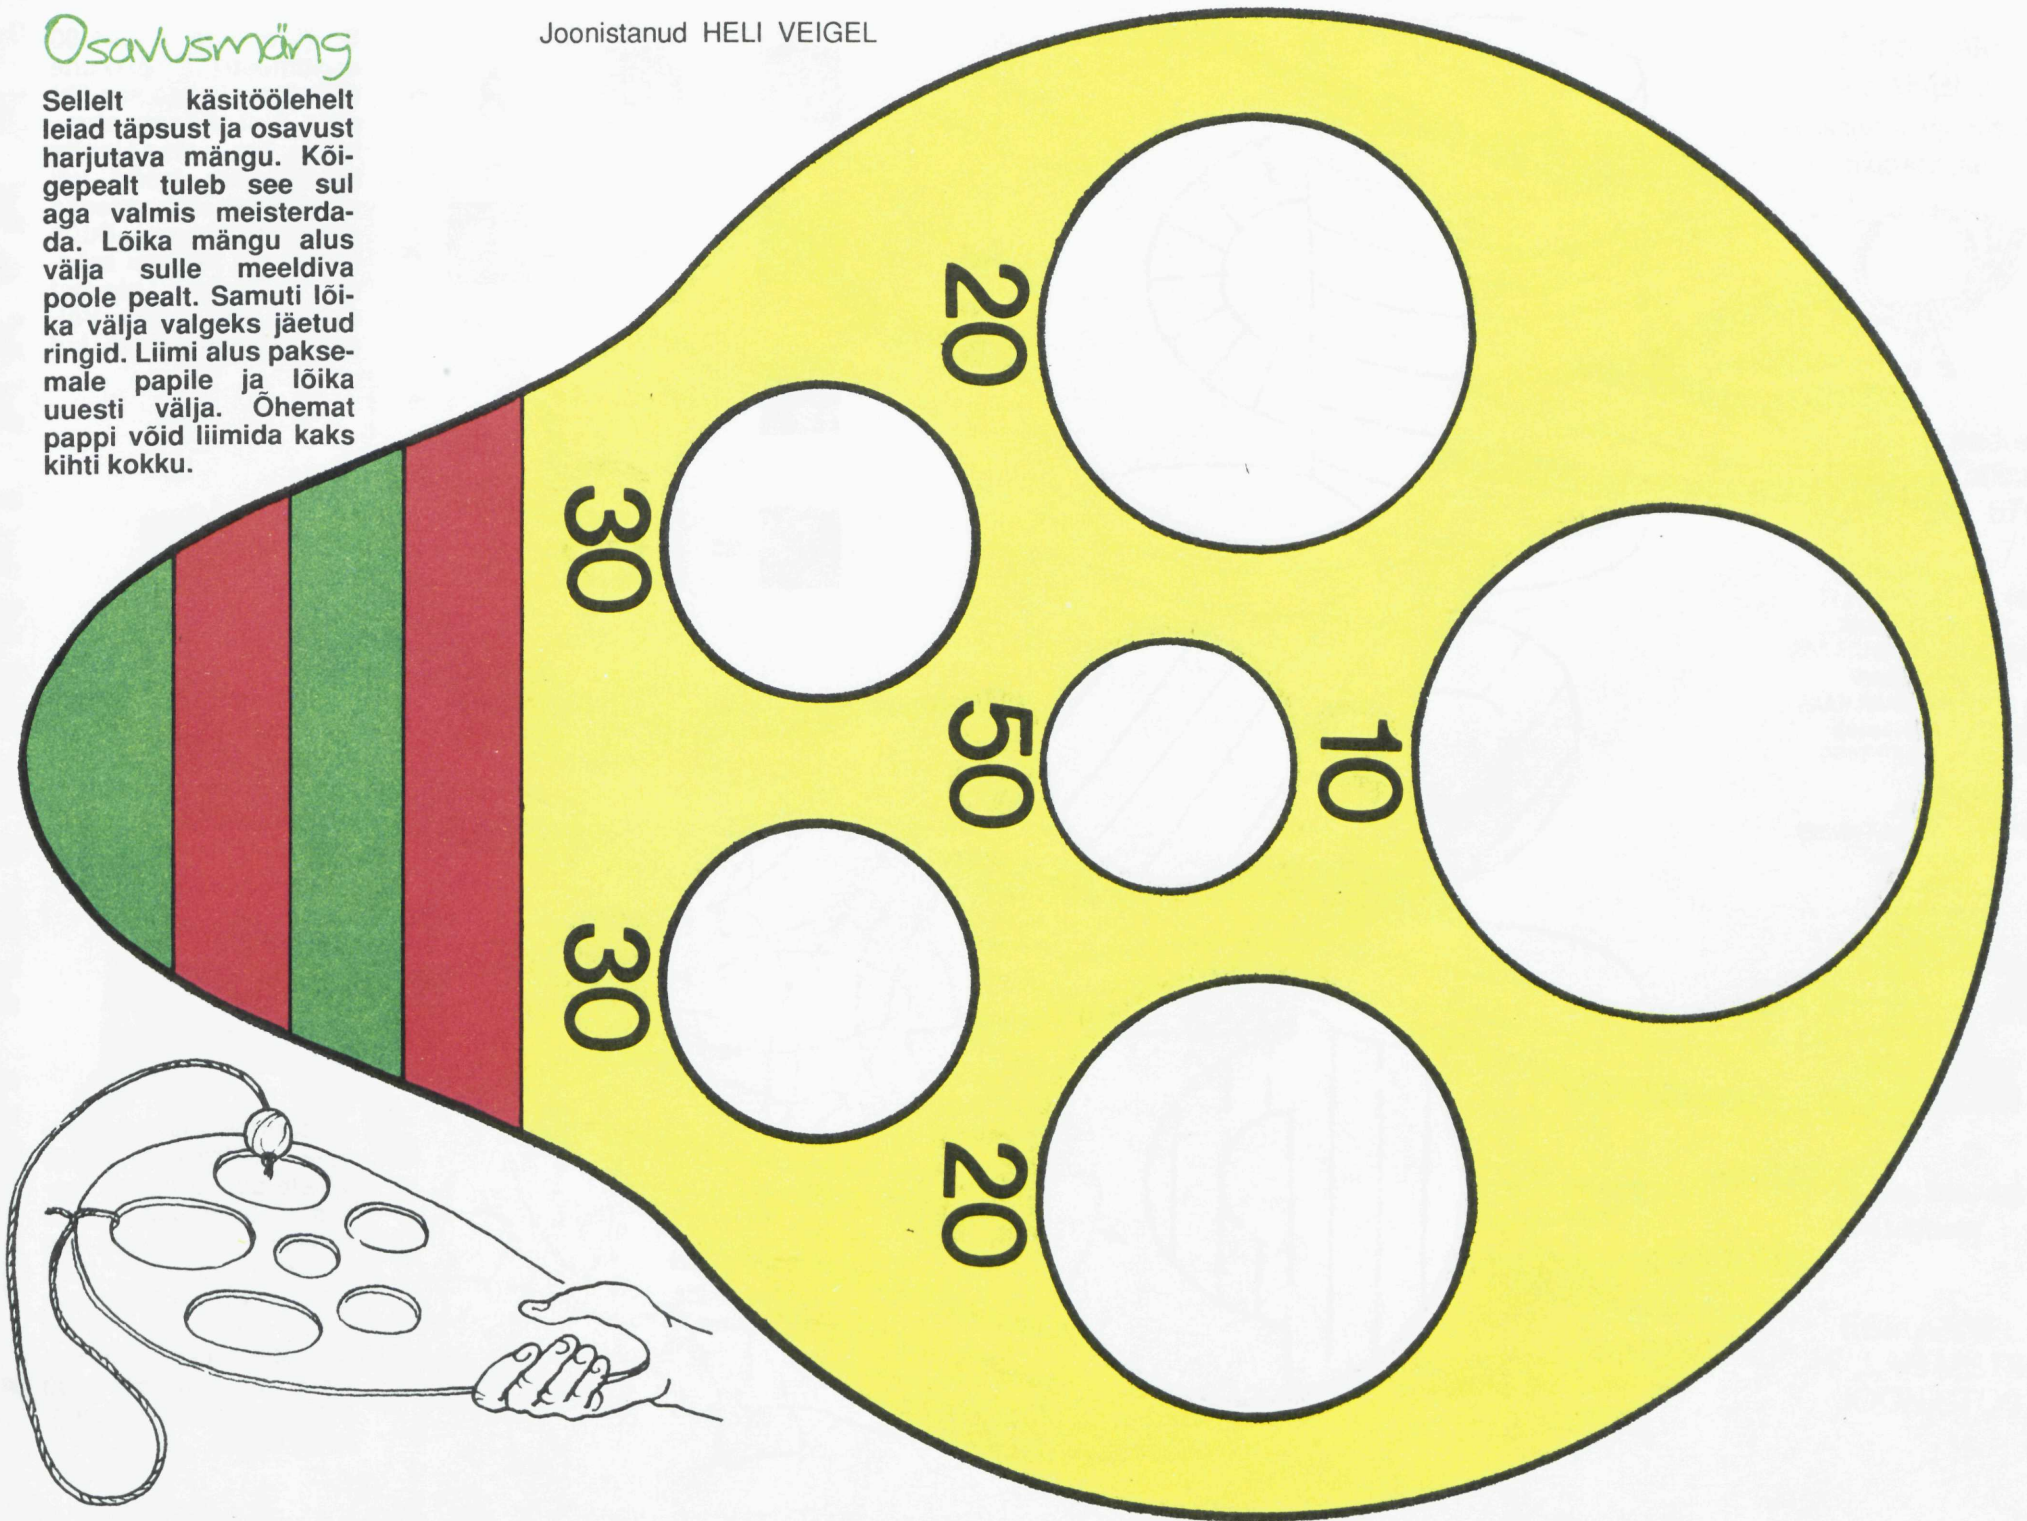 Osavusmäng
Joonistanud HELI VEIGEL
Sellelt käsitöölehelt
leiad täpsust ja osavust
harjutava mängu. Kõi-
gepealt tuleb see sul
aga valmis meisterda-
da. Lõika mängu alus
välja sulle meeldiva
poole pealt. Samuti lõi-
ka välja valgeks jäetud
ringid. Liimi alus pakse-
male papile ja lõika
uuesti välja. Õhemat
pappi võid liimida kaks
kihti kokku.
20
30
50
10
30
20